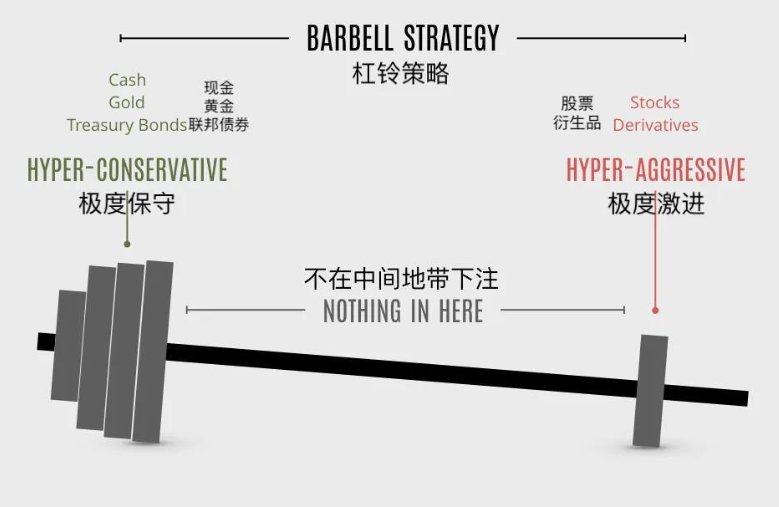 BARBELL STRATEGY
杠铃策略
Cash
Gold
Treasury Bonds
现金
黄金
联邦债券
HYPER-CONSERVATIVE
极度保守
股票
衍生品
Stocks
Derivatives
HYPER-AGGRESSIVE
极度激进
不在中间地带下注
NOTHING IN HERE